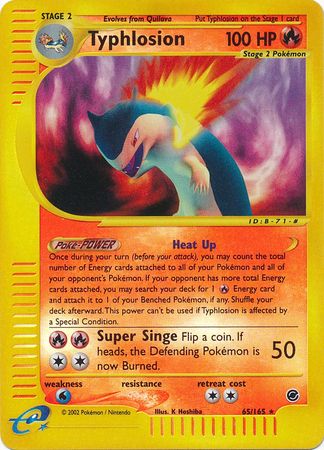 STAGE 2
Evolves from Quilava
Put Typhlosion on the Stage 1 card
Typhlosion 100 HP
Stage 2 Pokémon
ID:B-71-#
Poké-POWER Heat Up
Once during your turn (before your attack), you may count the total
number of Energy cards attached to all of your Pokémon and all of
your opponent's Pokémon. If your opponent has more total Energy
cards attached, you may search your deck for 1 Energy card
and attach it to 1 of your Benched Pokémon, if any. Shuffle your
deck afterward. This power can't be used if Typhlosion is affected by
a Special Condition.
Super Singe Flip a coin. If
heads, the Defending Pokémon is
now Burned.
50
weakness resistance retreat cost
e
© 2002 Pokémon / Nintendo Illus. K Hoshiba 65/165 ★